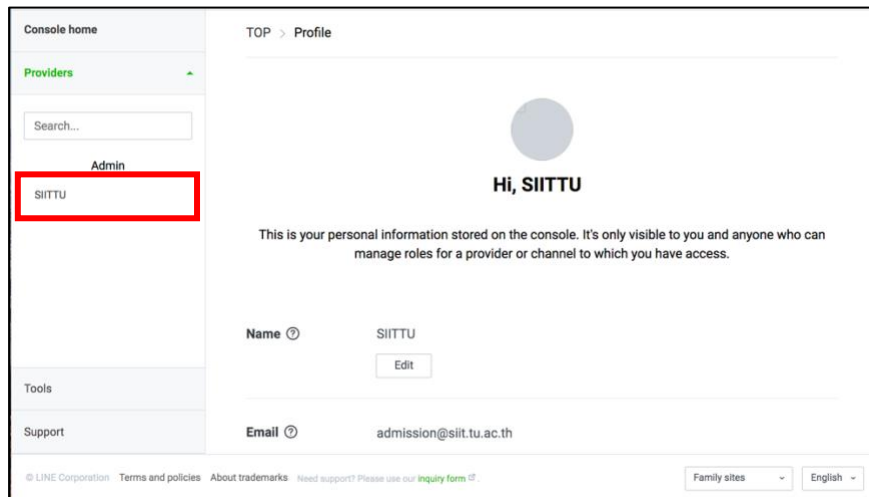 Console home
Providers
Search...
Admin
SIITTU
Tools
Support
TOP > Profile
Hi, SIITTU
This is your personal information stored on the console. It's only visible to you and anyone who can
manage roles for a provider or channel to which you have access.
Name ?
SIITTU
Edit
Email ?
admission@siit.tu.ac.th
© LINE Corporation Terms and policies About trademarks Need support? Please use our inquiry form .
Family sites
English